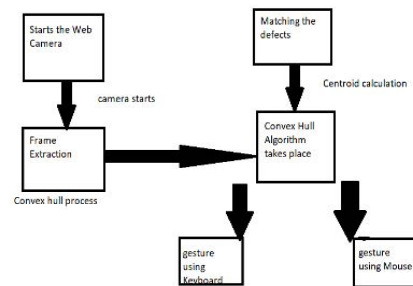 Starts the Web
Camera
Matching the
defects
camera starts
Centroid calculation
Frame
Extraction
Convex Hull
Algorithm
takes place
Convex hull process
gesture
using
Keyboard
gesture
using Mouse